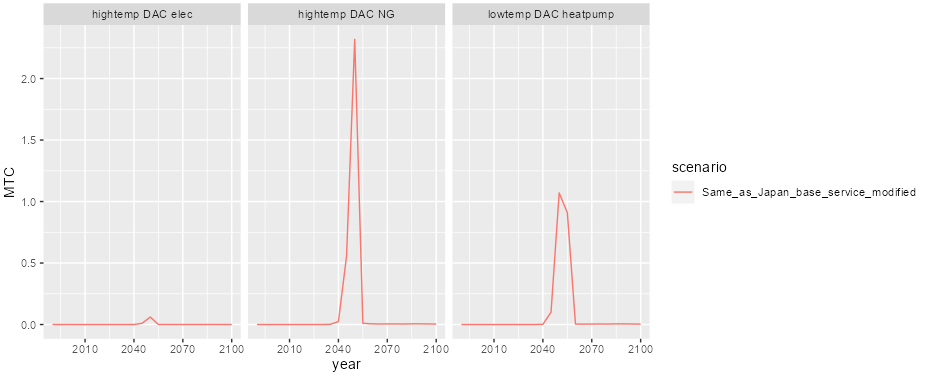 hightemp DAC elec hightemp DAC NG lowtemp DAC heatpump
2.0
1.5
1.0
0.5
0.0
MTC
2010 2040 2070 2100 2010 2040 2070 2100 2010 2040 2070 2100
year
scenario
Same_as_Japan_base_service_modified